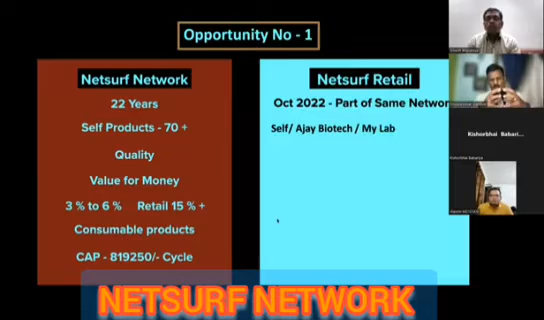 Opportunity No - 1
Netsurf Network
22 Years
Self Products - 70 +
Quality
Value for Money
3 % to 6 % Retail 15 % +
Consumable products
CAP - 819250/- Cycle
Netsurf Retail
Oct 2022 - Part of Same Networ
Self/ Ajay Biotech / My Lab
Kishorbhai Babari...
NETSURF NETWORK